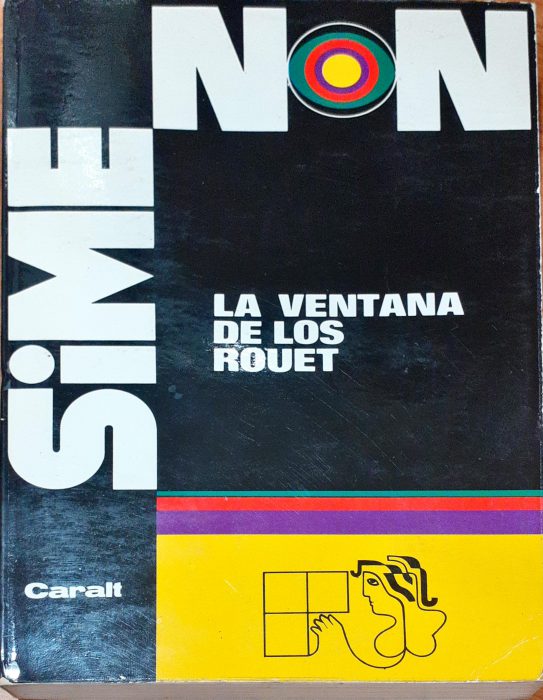 SiMENON
LA VENTANA
DE LOS
ROUET
Caralt